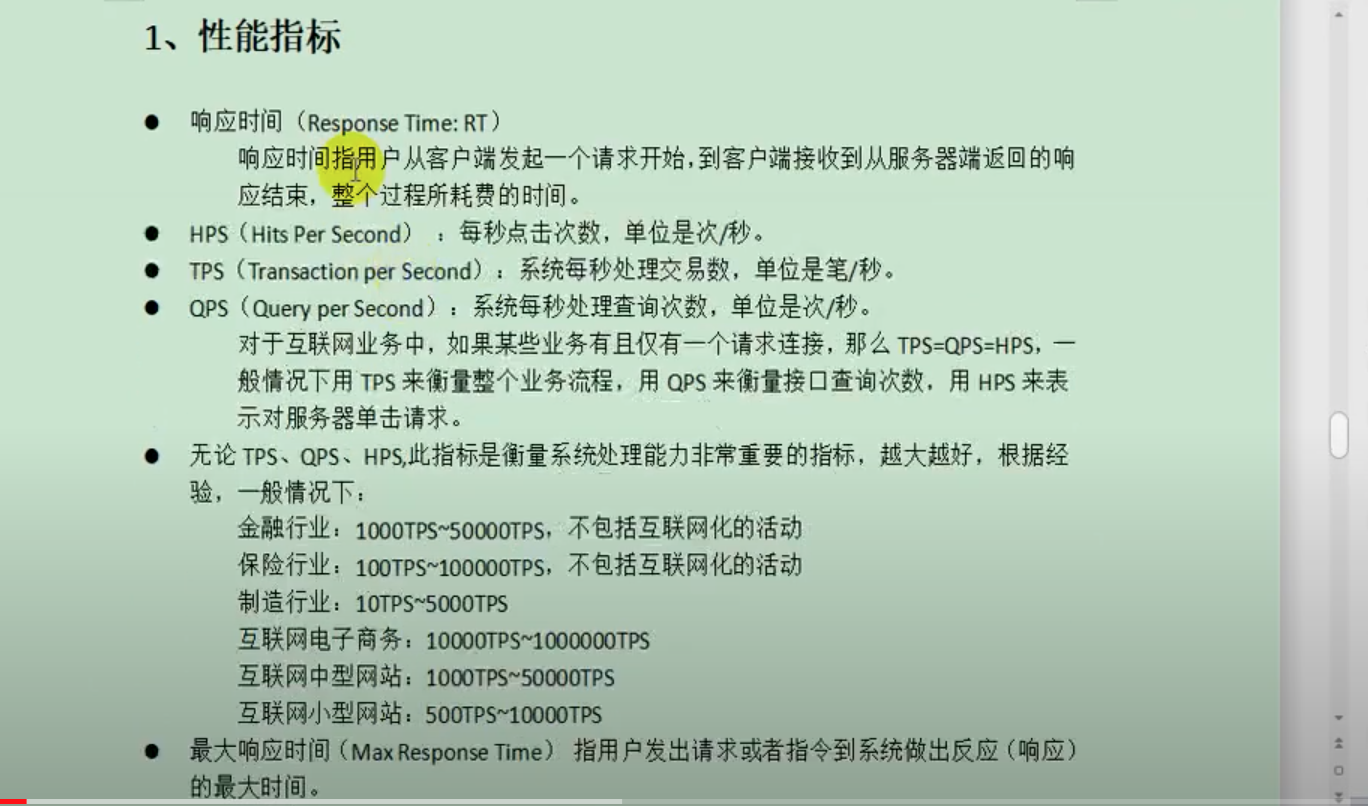 1、性能指标
● 响应时间（Response Time: RT）
响应时间指用户从客户端发起一个请求开始,到客户端接收到从服务器端返回的响
应结束，整个过程所耗费的时间。
● HPS（Hits Per Second） ：每秒点击次数，单位是次/秒。
● TPS（Transaction per Second）：系统每秒处理交易数，单位是笔/秒。
● QPS（Query per Second）：系统每秒处理查询次数，单位是次/秒。
对于互联网业务中，如果某些业务有且仅有一个请求连接，那么 TPS=QPS=HPS，一
般情况下用 TPS 来衡量整个业务流程，用 QPS 来衡量接口查询次数，用 HPS 来表
示对服务器单击请求。
● 无论 TPS、QPS、HPS,此指标是衡量系统处理能力非常重要的指标，越大越好，根据经
验，一般情况下：
金融行业：1000TPS~50000TPS，不包括互联网化的活动
保险行业：100TPS~100000TPS，不包括互联网化的活动
制造行业：10TPS~5000TPS
互联网电子商务：10000TPS~1000000TPS
互联网中型网站：1000TPS~50000TPS
互联网小型网站：500TPS~10000TPS
● 最大响应时间（Max Response Time） 指用户发出请求或者指令到系统做出反应（响应）
的最大时间。